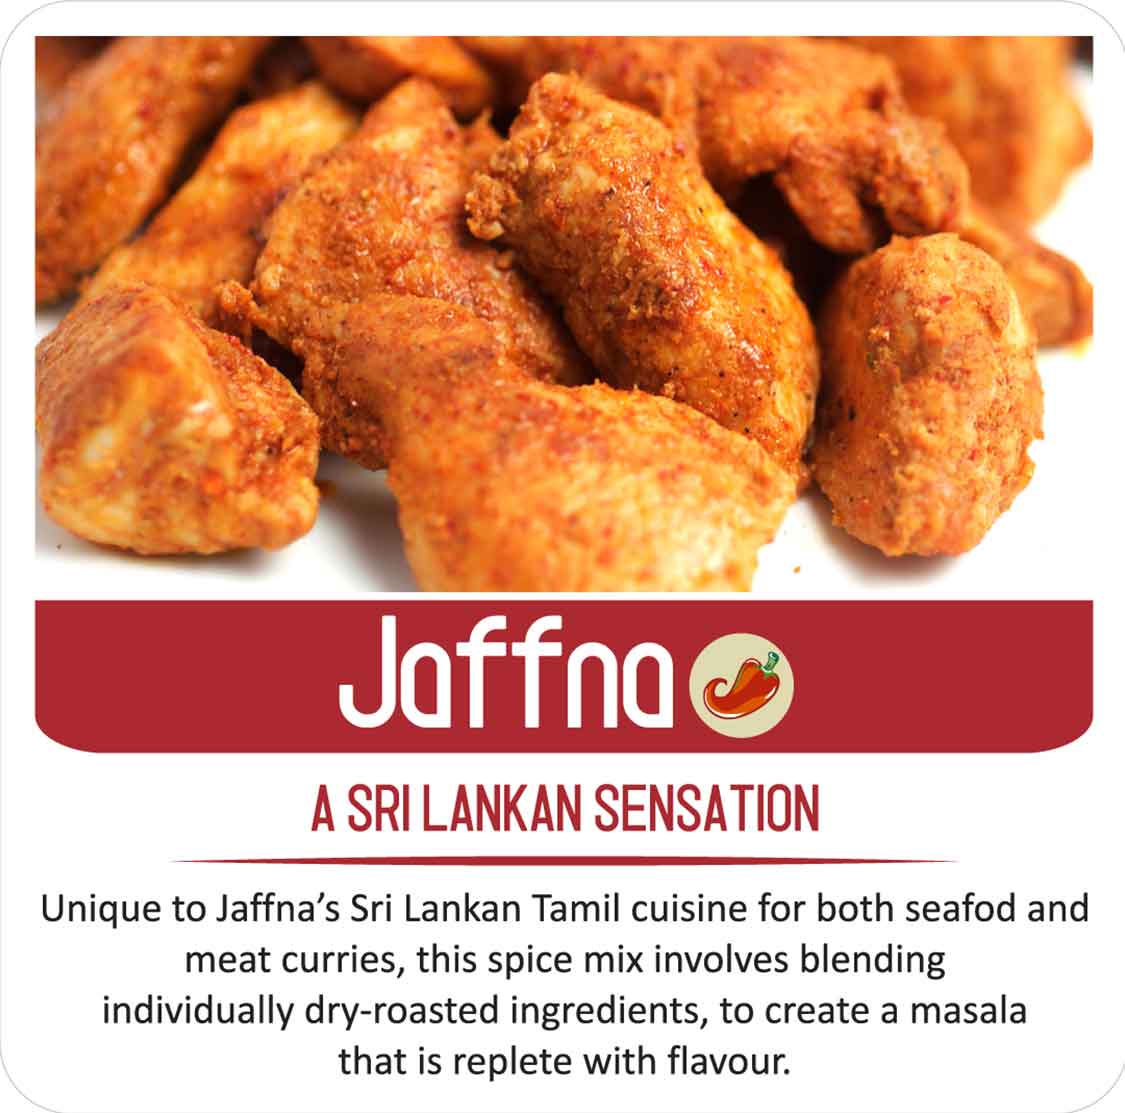 Jaffna
A SRI LANKAN SENSATION
Unique to Jaffna’s Sri Lankan Tamil cuisine for both seafod and
meat curries, this spice mix involves blending
individually dry-roasted ingredients, to create a masala
that is replete with flavour.